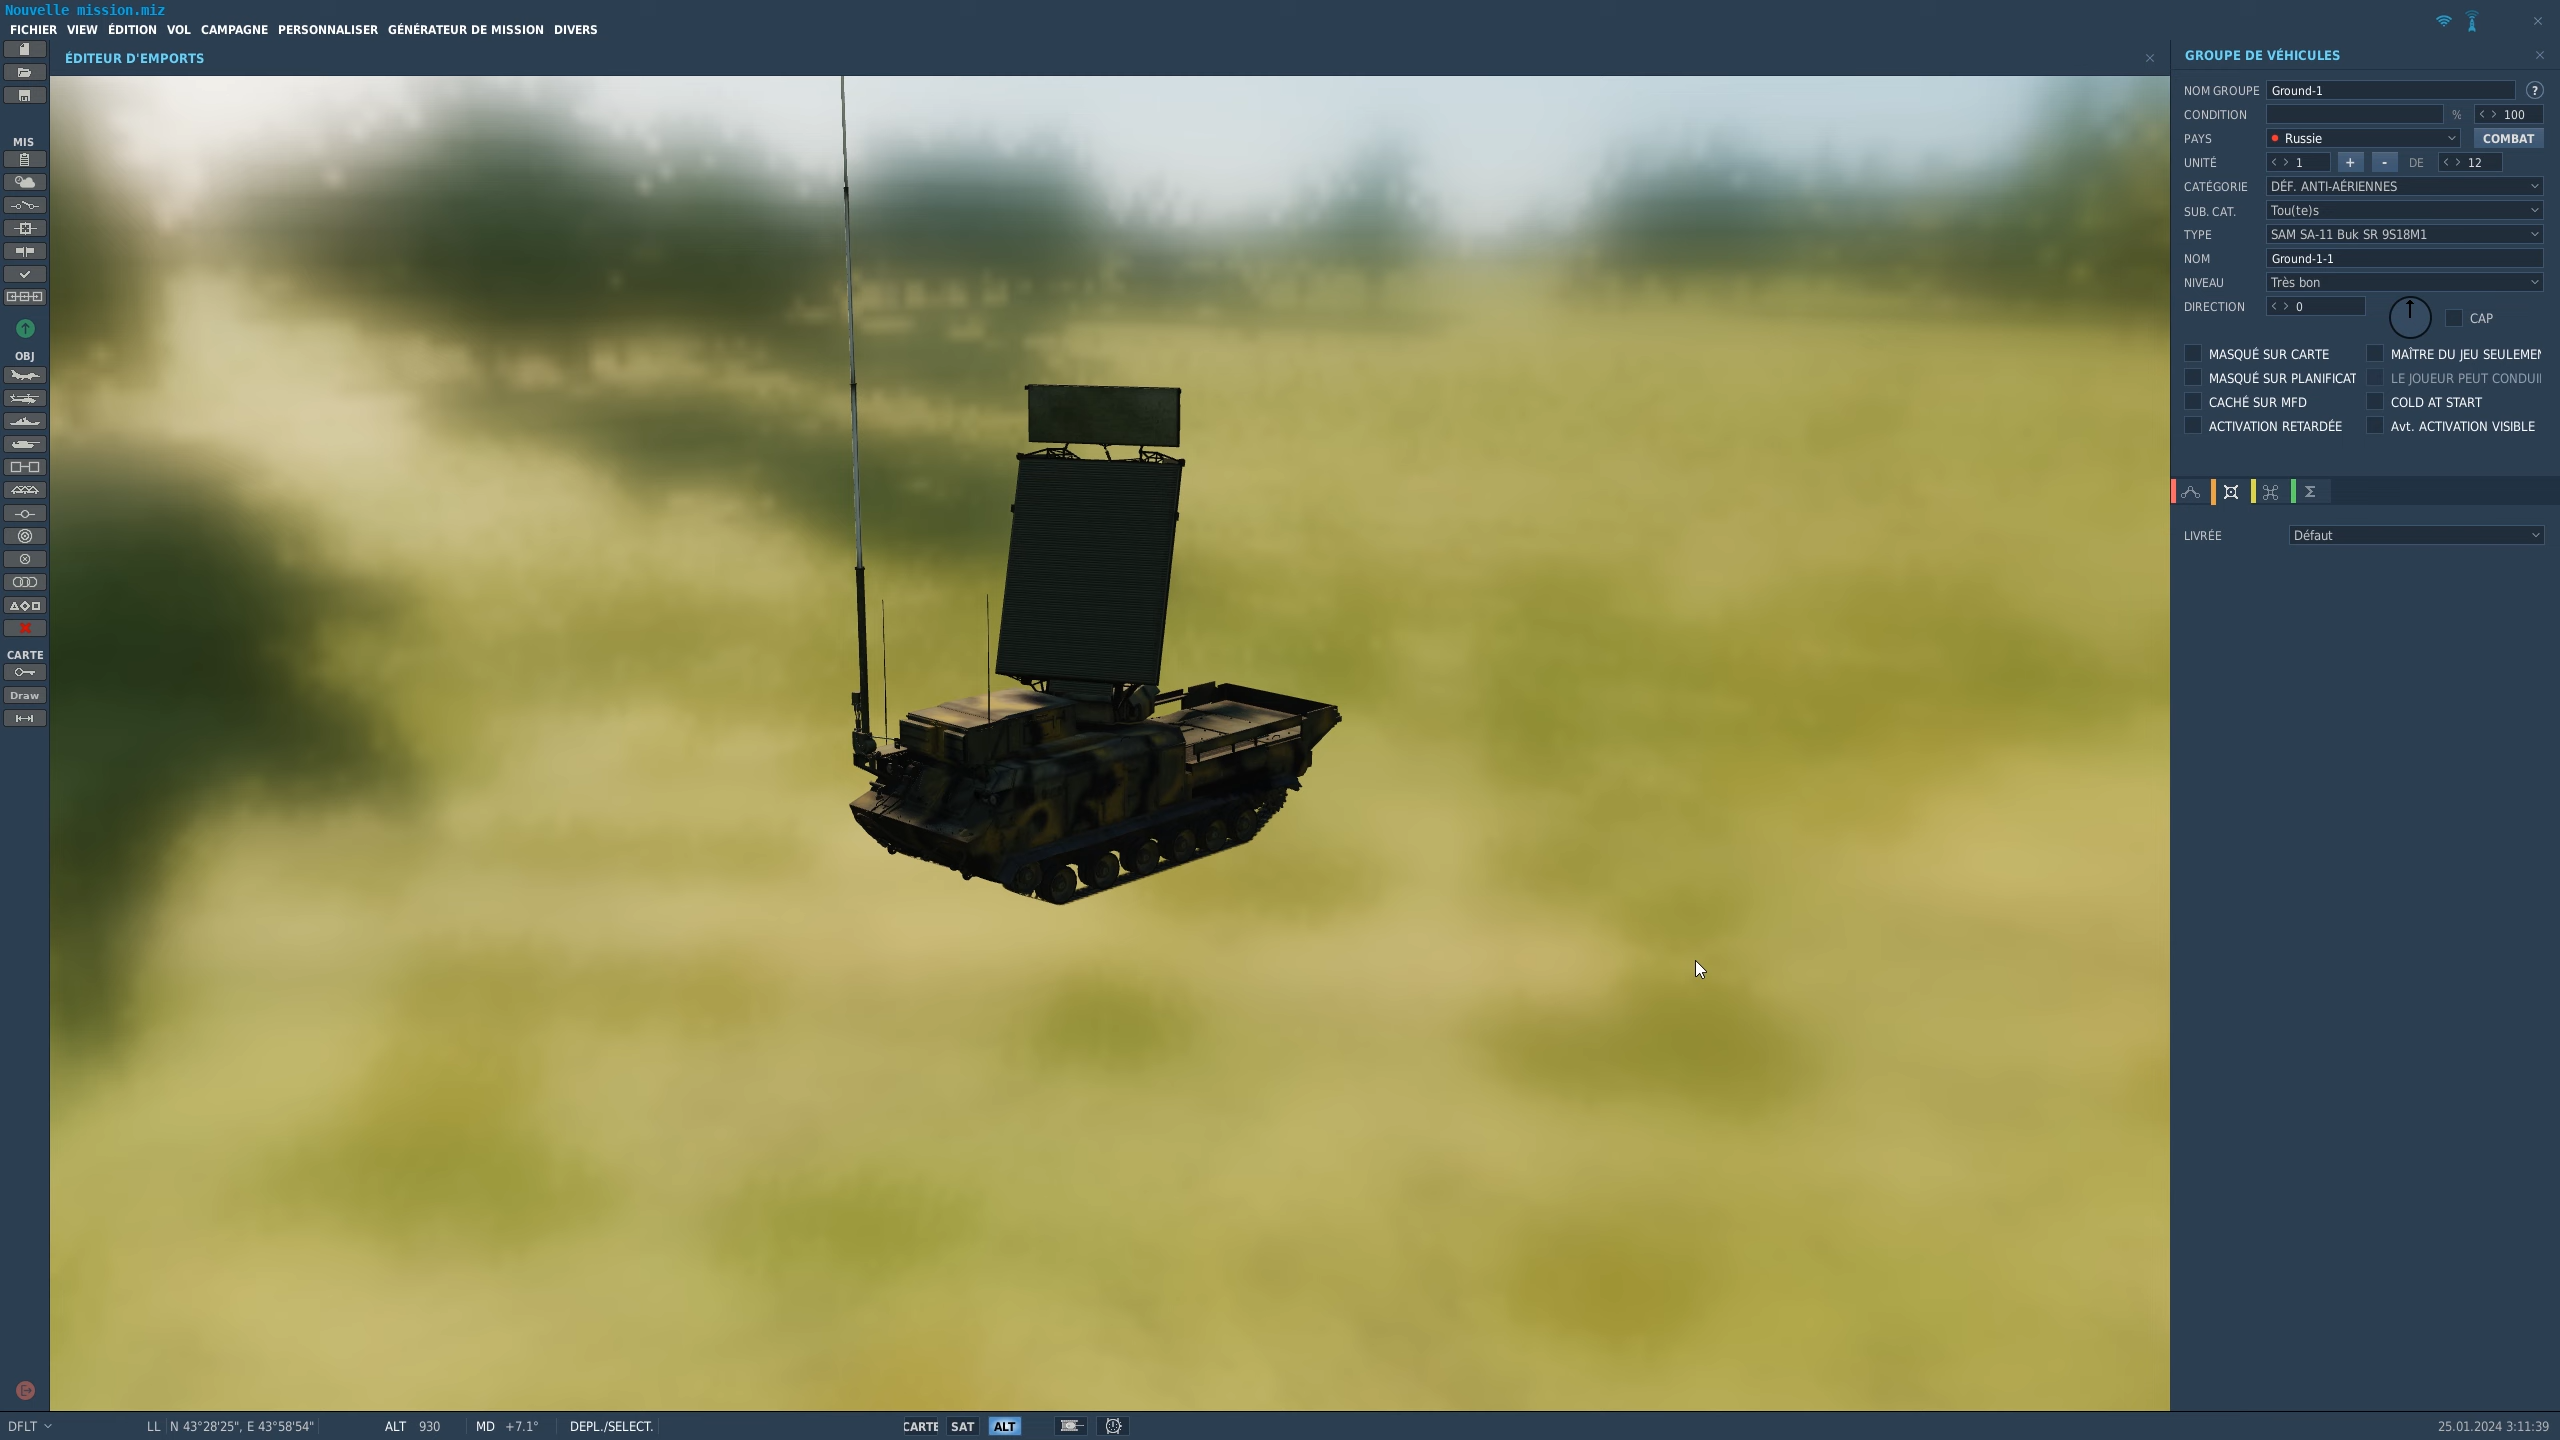 Nouvelle mission.miz
FICHIER VIEW ÉDITION VOL CAMPAGNE PERSONNALISER GÉNÉRATEUR DE MISSION DIVERS
ÉDITEUR D'EMPORTS
MIS
OBJ
CARTE
Draw
GROUPE DE VÉHICULES
NOM GROUPE Ground-1 ?
CONDITION % 100
PAYS Russie COMBAT
UNITÉ 1 + - DE 12
CATÉGORIE DÉF. ANTI-AÉRIENNES
SUB. CAT. Tou(te)s
TYPE SAM SA-11 Buk SR 9S18M1
NOM Ground-1-1
NIVEAU Très bon
DIRECTION 0 CAP
MASQUÉ SUR CARTE MAÎTRE DU JEU SEULEMEN
MASQUÉ SUR PLANIFICAT LE JOUEUR PEUT CONDUI
CACHÉ SUR MFD COLD AT START
ACTIVATION RETARDÉE Avt. ACTIVATION VISIBLE
Σ
LIVRÉE Défaut
DFLT LL N 43°28'25", E 43°58'54" ALT 930 MD +7.1° DEPL./SELECT. CARTE SAT ALT 25.01.2024 3:11:39